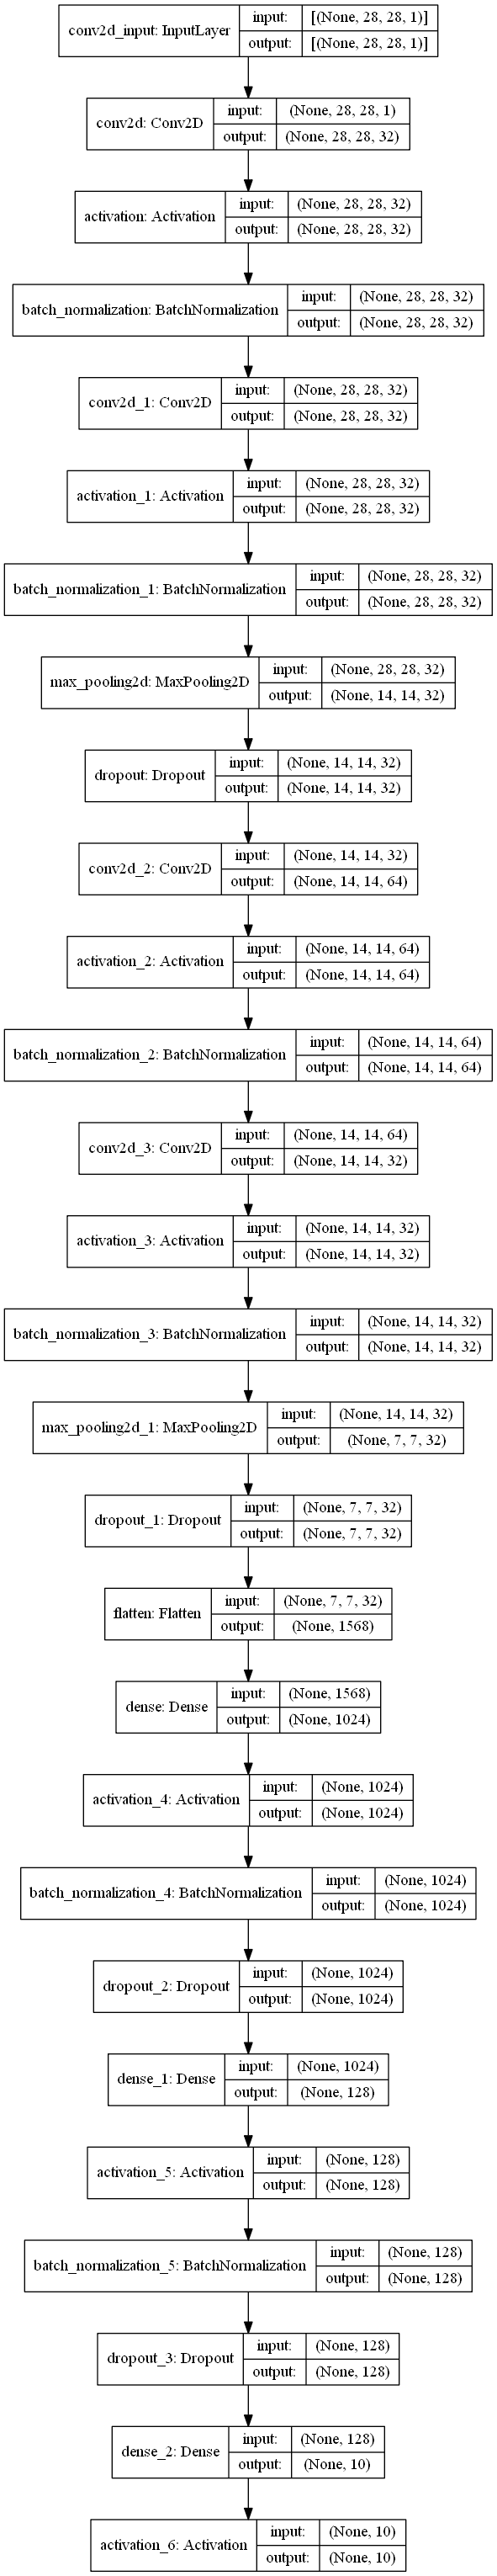 conv2d_input: InputLayer input: [(None, 28, 28, 1)]
output: [(None, 28, 28, 1)]
conv2d: Conv2D input: (None, 28, 28, 1)
output: (None, 28, 28, 32)
activation: Activation input: (None, 28, 28, 32)
output: (None, 28, 28, 32)
batch_normalization: BatchNormalization input: (None, 28, 28, 32)
output: (None, 28, 28, 32)
conv2d_1: Conv2D input: (None, 28, 28, 32)
output: (None, 28, 28, 32)
activation_1: Activation input: (None, 28, 28, 32)
output: (None, 28, 28, 32)
batch_normalization_1: BatchNormalization input: (None, 28, 28, 32)
output: (None, 28, 28, 32)
max_pooling2d: MaxPooling2D input: (None, 28, 28, 32)
output: (None, 14, 14, 32)
dropout: Dropout input: (None, 14, 14, 32)
output: (None, 14, 14, 32)
conv2d_2: Conv2D input: (None, 14, 14, 32)
output: (None, 14, 14, 64)
activation_2: Activation input: (None, 14, 14, 64)
output: (None, 14, 14, 64)
batch_normalization_2: BatchNormalization input: (None, 14, 14, 64)
output: (None, 14, 14, 64)
conv2d_3: Conv2D input: (None, 14, 14, 64)
output: (None, 14, 14, 32)
activation_3: Activation input: (None, 14, 14, 32)
output: (None, 14, 14, 32)
batch_normalization_3: BatchNormalization input: (None, 14, 14, 32)
output: (None, 14, 14, 32)
max_pooling2d_1: MaxPooling2D input: (None, 14, 14, 32)
output: (None, 7, 7, 32)
dropout_1: Dropout input: (None, 7, 7, 32)
output: (None, 7, 7, 32)
flatten: Flatten input: (None, 7, 7, 32)
output: (None, 1568)
dense: Dense input: (None, 1568)
output: (None, 1024)
activation_4: Activation input: (None, 1024)
output: (None, 1024)
batch_normalization_4: BatchNormalization input: (None, 1024)
output: (None, 1024)
dropout_2: Dropout input: (None, 1024)
output: (None, 1024)
dense_1: Dense input: (None, 1024)
output: (None, 128)
activation_5: Activation input: (None, 128)
output: (None, 128)
batch_normalization_5: BatchNormalization input: (None, 128)
output: (None, 128)
dropout_3: Dropout input: (None, 128)
output: (None, 128)
dense_2: Dense input: (None, 128)
output: (None, 10)
activation_6: Activation input: (None, 10)
output: (None, 10)